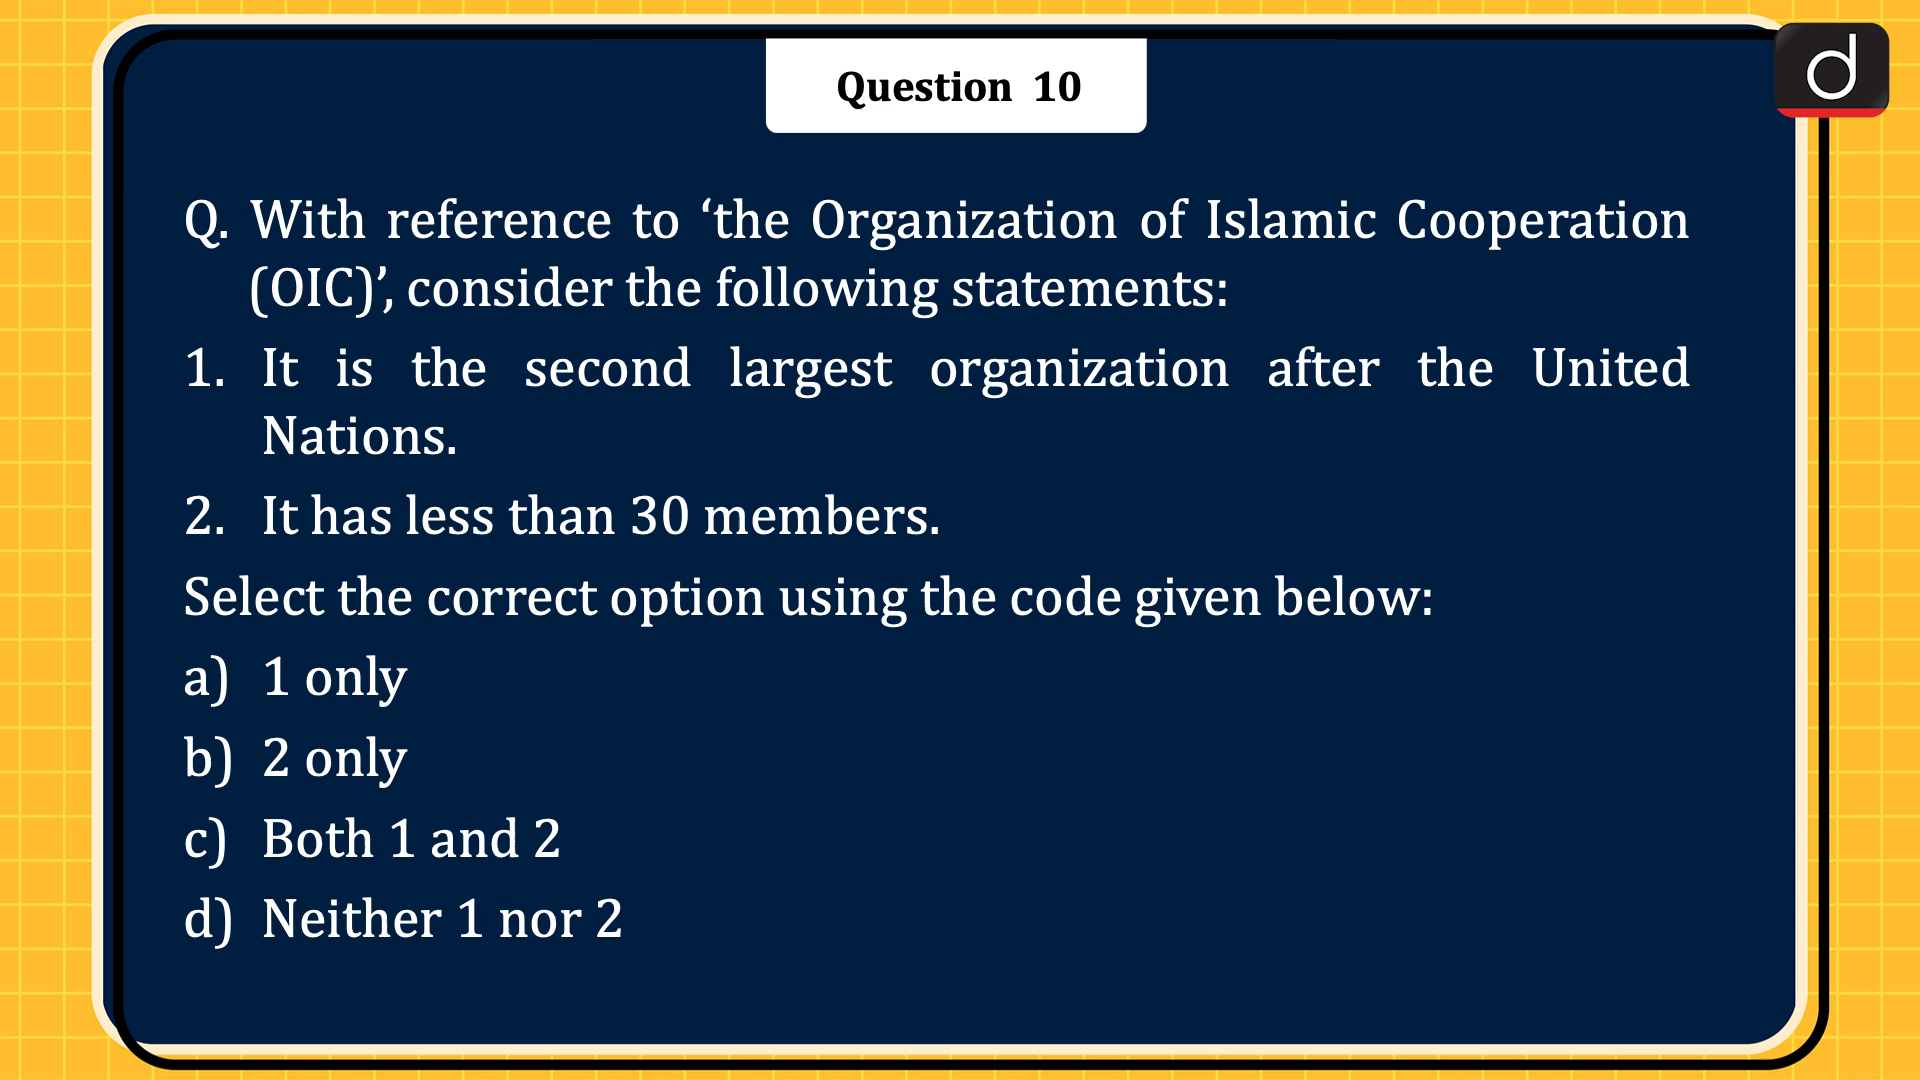 Question 10
d
Q. With reference to ‘the Organization of Islamic Cooperation
(OIC)’, consider the following statements:
1. It is the second largest organization after the United
Nations.
2. It has less than 30 members.
Select the correct option using the code given below:
a) 1 only
b) 2 only
c) Both 1 and 2
d) Neither 1 nor 2